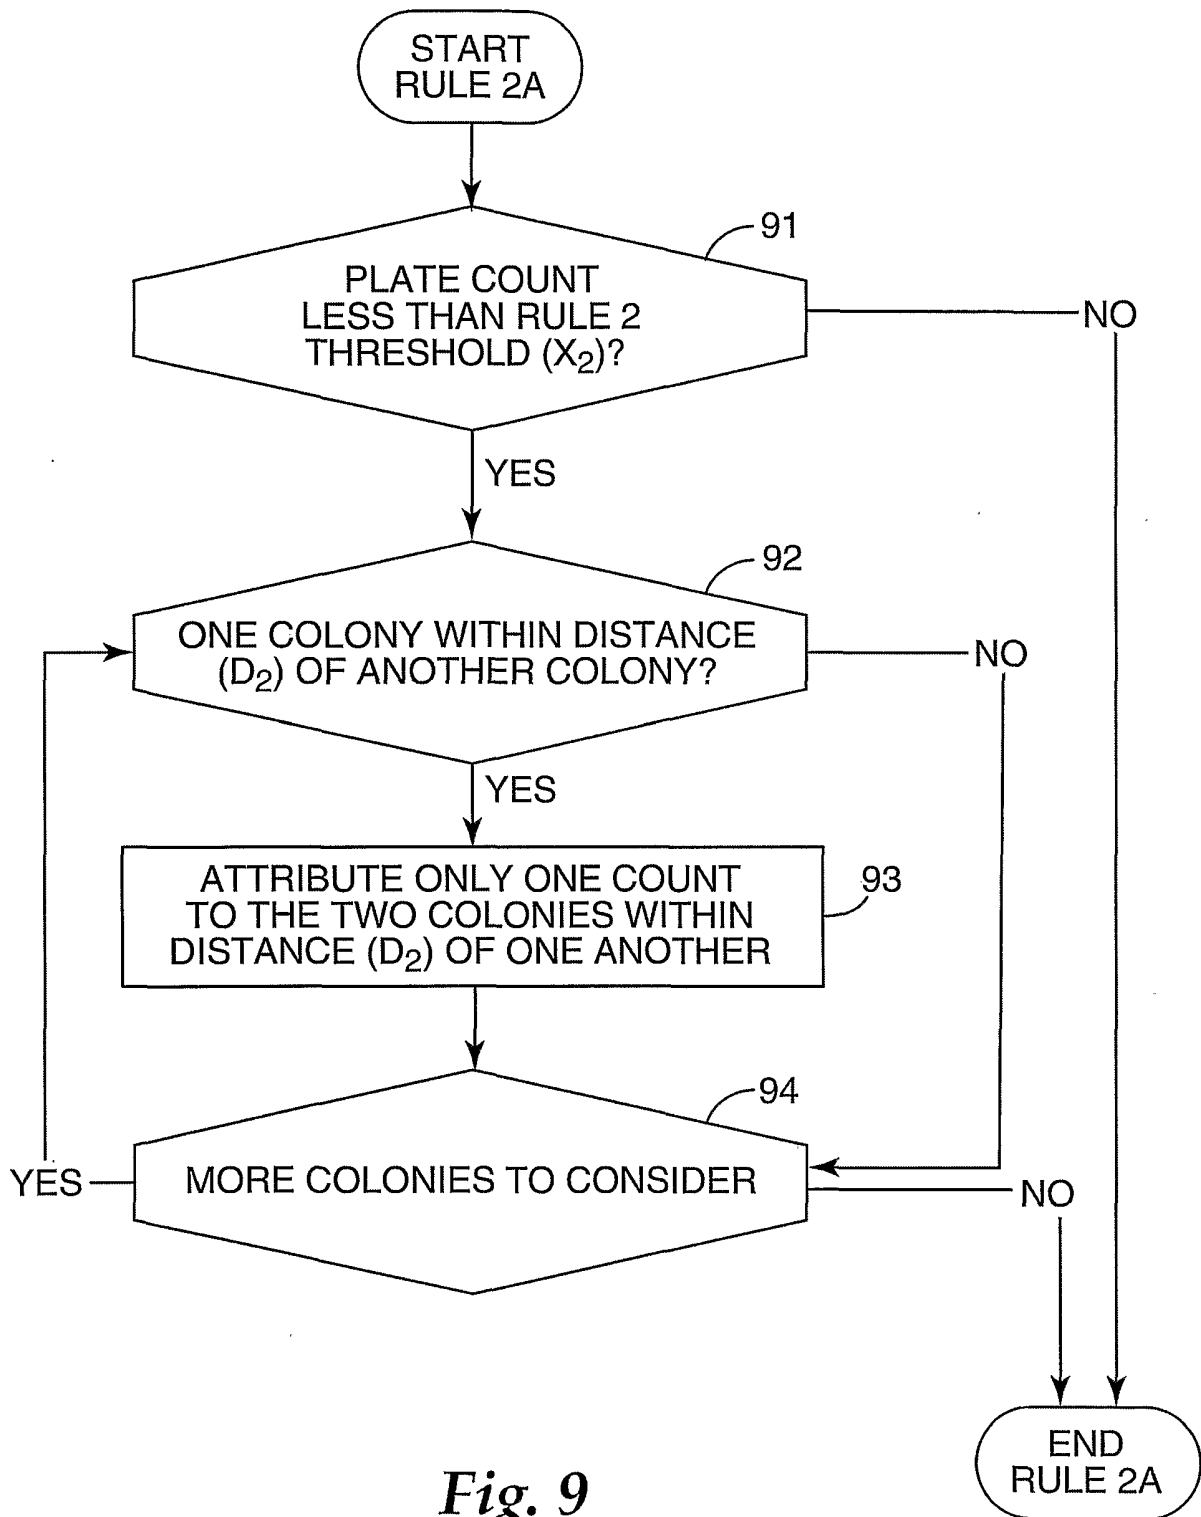 START
RULE 2A
91
PLATE COUNT
LESS THAN RULE 2
THRESHOLD (X2)?
NO
YES
92
ONE COLONY WITHIN DISTANCE
(D2) OF ANOTHER COLONY?
NO
YES
ATTRIBUTE ONLY ONE COUNT
TO THE TWO COLONIES WITHIN
DISTANCE (D2) OF ONE ANOTHER
93
94
YES
MORE COLONIES TO CONSIDER
NO
END
RULE 2A
Fig. 9